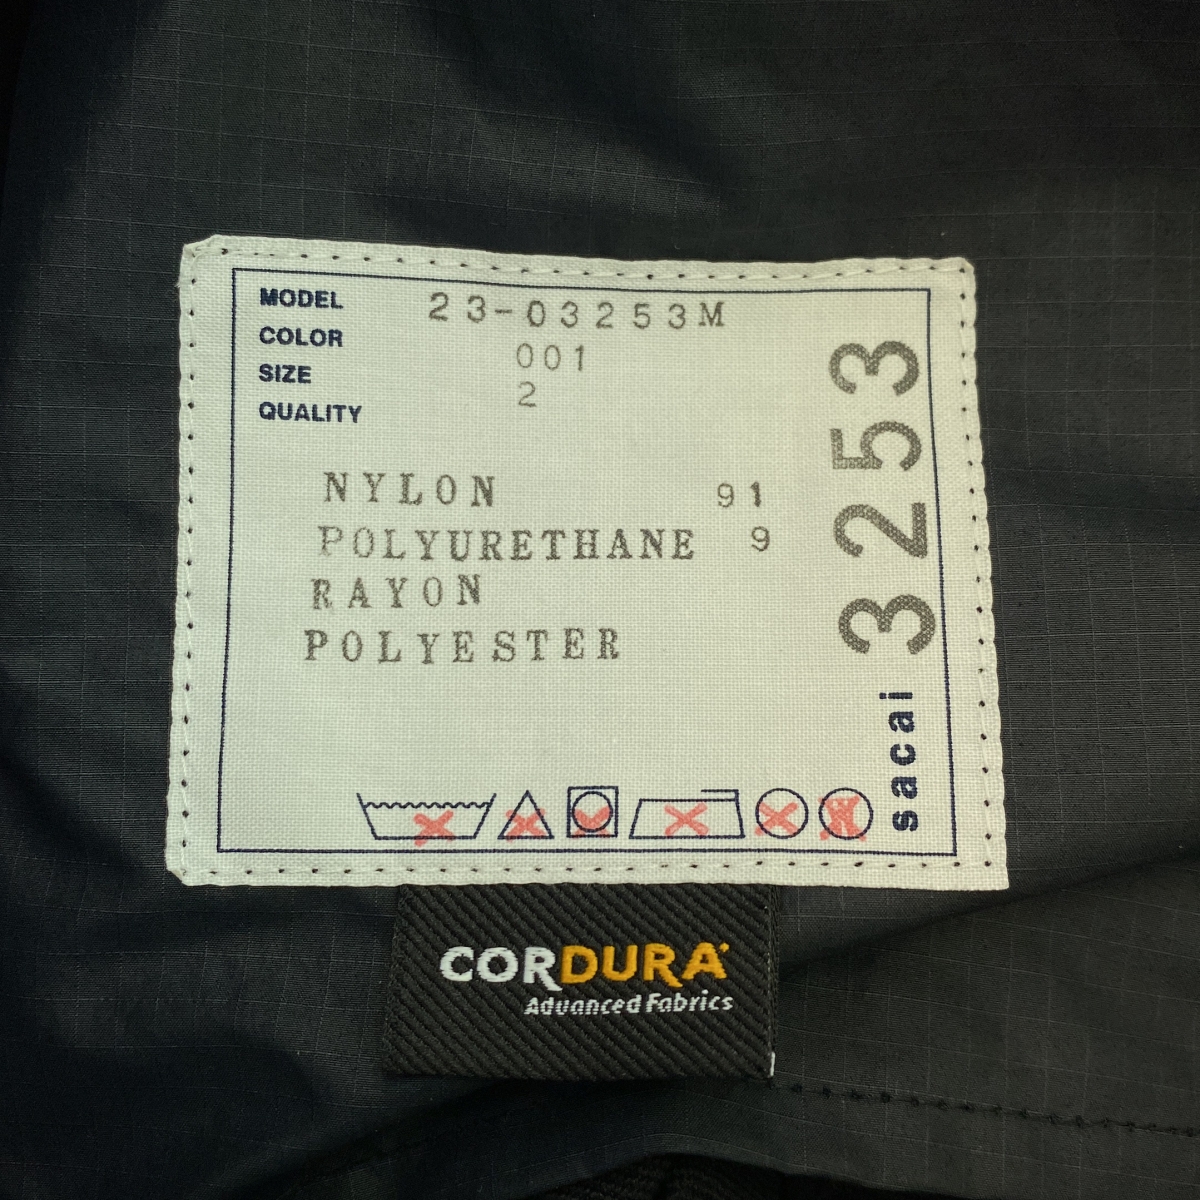 MODEL 23-03253M
COLOR 001
SIZE 2
QUALITY
NYLON 91
POLYURETHANE 9
RAYON
POLYESTER
sacai 3253
CORDURA
Advanced Fabrics